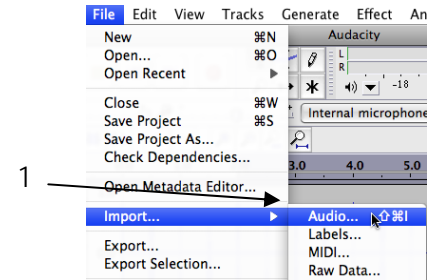 File Edit View Tracks Generate Effect An
New ⌘N
Audacity
Open... ⌘O
Open Recent ▶
L
R
-18
Close ⌘W
Save Project ⌘S
Internal microphone
Save Project As...
Check Dependencies...
3.0 4.0 5.0
1
Open Metadata Editor...
Import... ▶
Audio... ⇧⌘I
Labels...
Export...
MIDI...
Export Selection...
Raw Data...